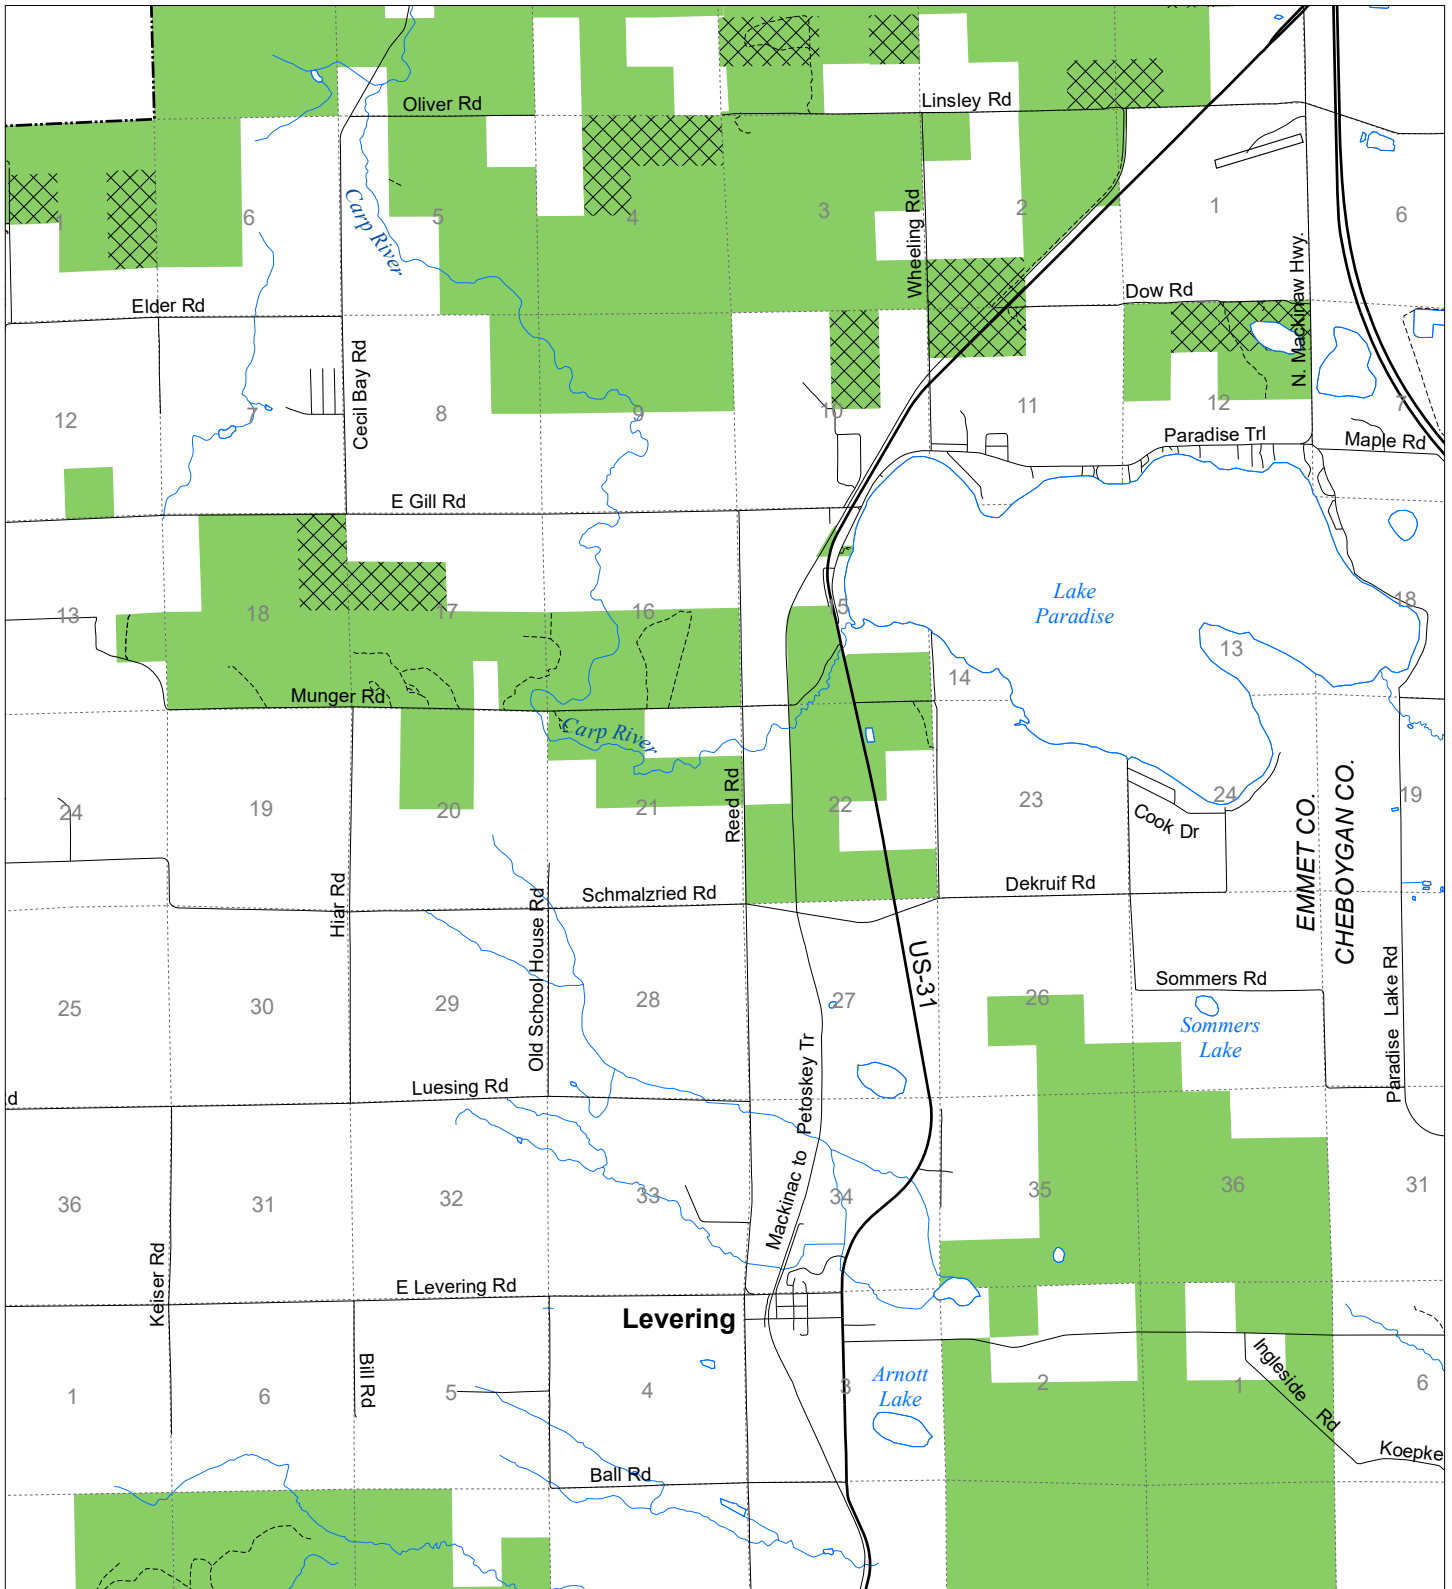 Oliver Rd
Linsley Rd
1
6
Carp River
5
4
3
Wheeling Rd
2
1
6
N. Mackinaw Hwy.
Elder Rd
Dow Rd
12
7
Cecil Bay Rd
8
9
10
11
12
7
Paradise Trl
Maple Rd
E Gill Rd
13
18
17
16
15
Lake
Paradise
18
13
14
Munger Rd
Carp River
24
19
20
21
Reed Rd
22
23
24
19
Cook Dr
EMMET CO.
CHEBOYGAN CO.
Hiar Rd
Old School House Rd
Schmalzried Rd
Dekruif Rd
US-31
Sommers Rd
Paradise Lake Rd
25
30
29
28
27
26
Sommers
Lake
Luesing Rd
d
Mackinac to Petoskey Tr
36
31
32
33
34
35
36
31
Keiser Rd
E Levering Rd
Levering
Bill Rd
Arnott
Lake
Ingleside Rd
1
6
5
4
3
2
1
6
Koepke
Ball Rd